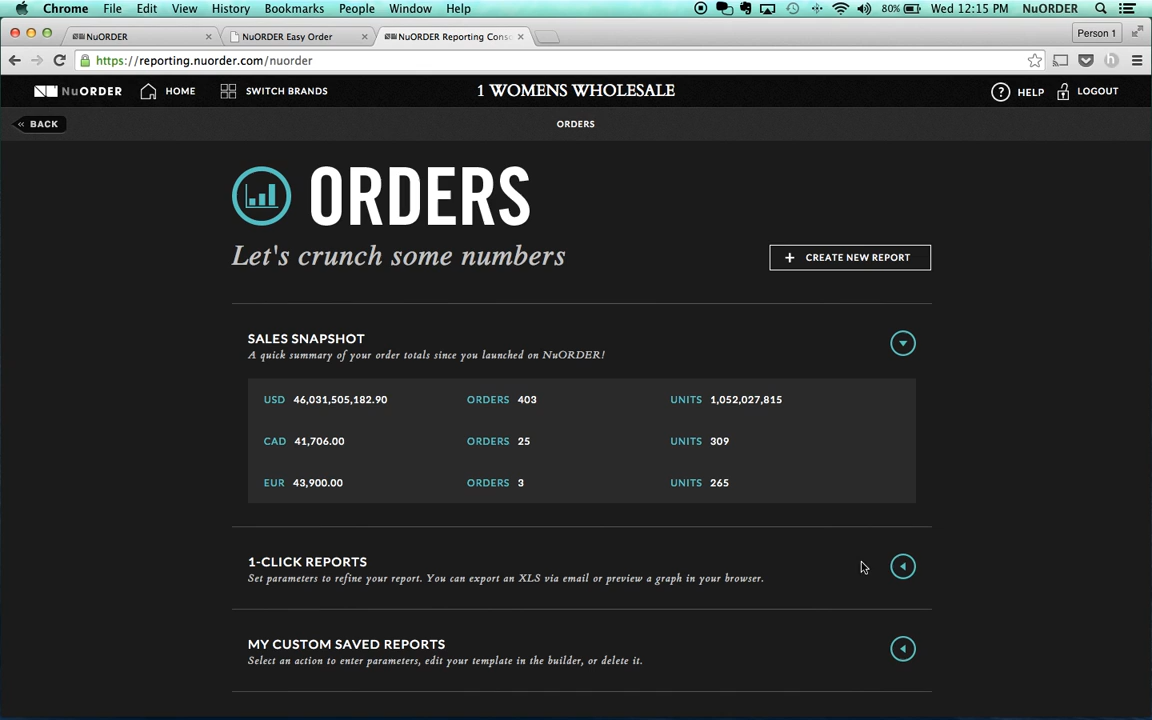 Chrome File Edit View History Bookmarks People Window Help 80% Wed 12:15 PM NuORDER
NuORDER NuORDER Easy Order NuORDER Reporting Conso Person 1
https://reporting.nuorder.com/nuorder
NuORDER HOME SWITCH BRANDS 1 WOMENS WHOLESALE ? HELP LOGOUT
« BACK ORDERS
ORDERS
Let's crunch some numbers
+ CREATE NEW REPORT
SALES SNAPSHOT
A quick summary of your order totals since you launched on NuORDER!
USD 46,031,505,182.90 ORDERS 403 UNITS 1,052,027,815
CAD 41,706.00 ORDERS 25 UNITS 309
EUR 43,900.00 ORDERS 3 UNITS 265
1-CLICK REPORTS
Set parameters to refine your report. You can export an XLS via email or preview a graph in your browser.
MY CUSTOM SAVED REPORTS
Select an action to enter parameters, edit your template in the builder, or delete it.